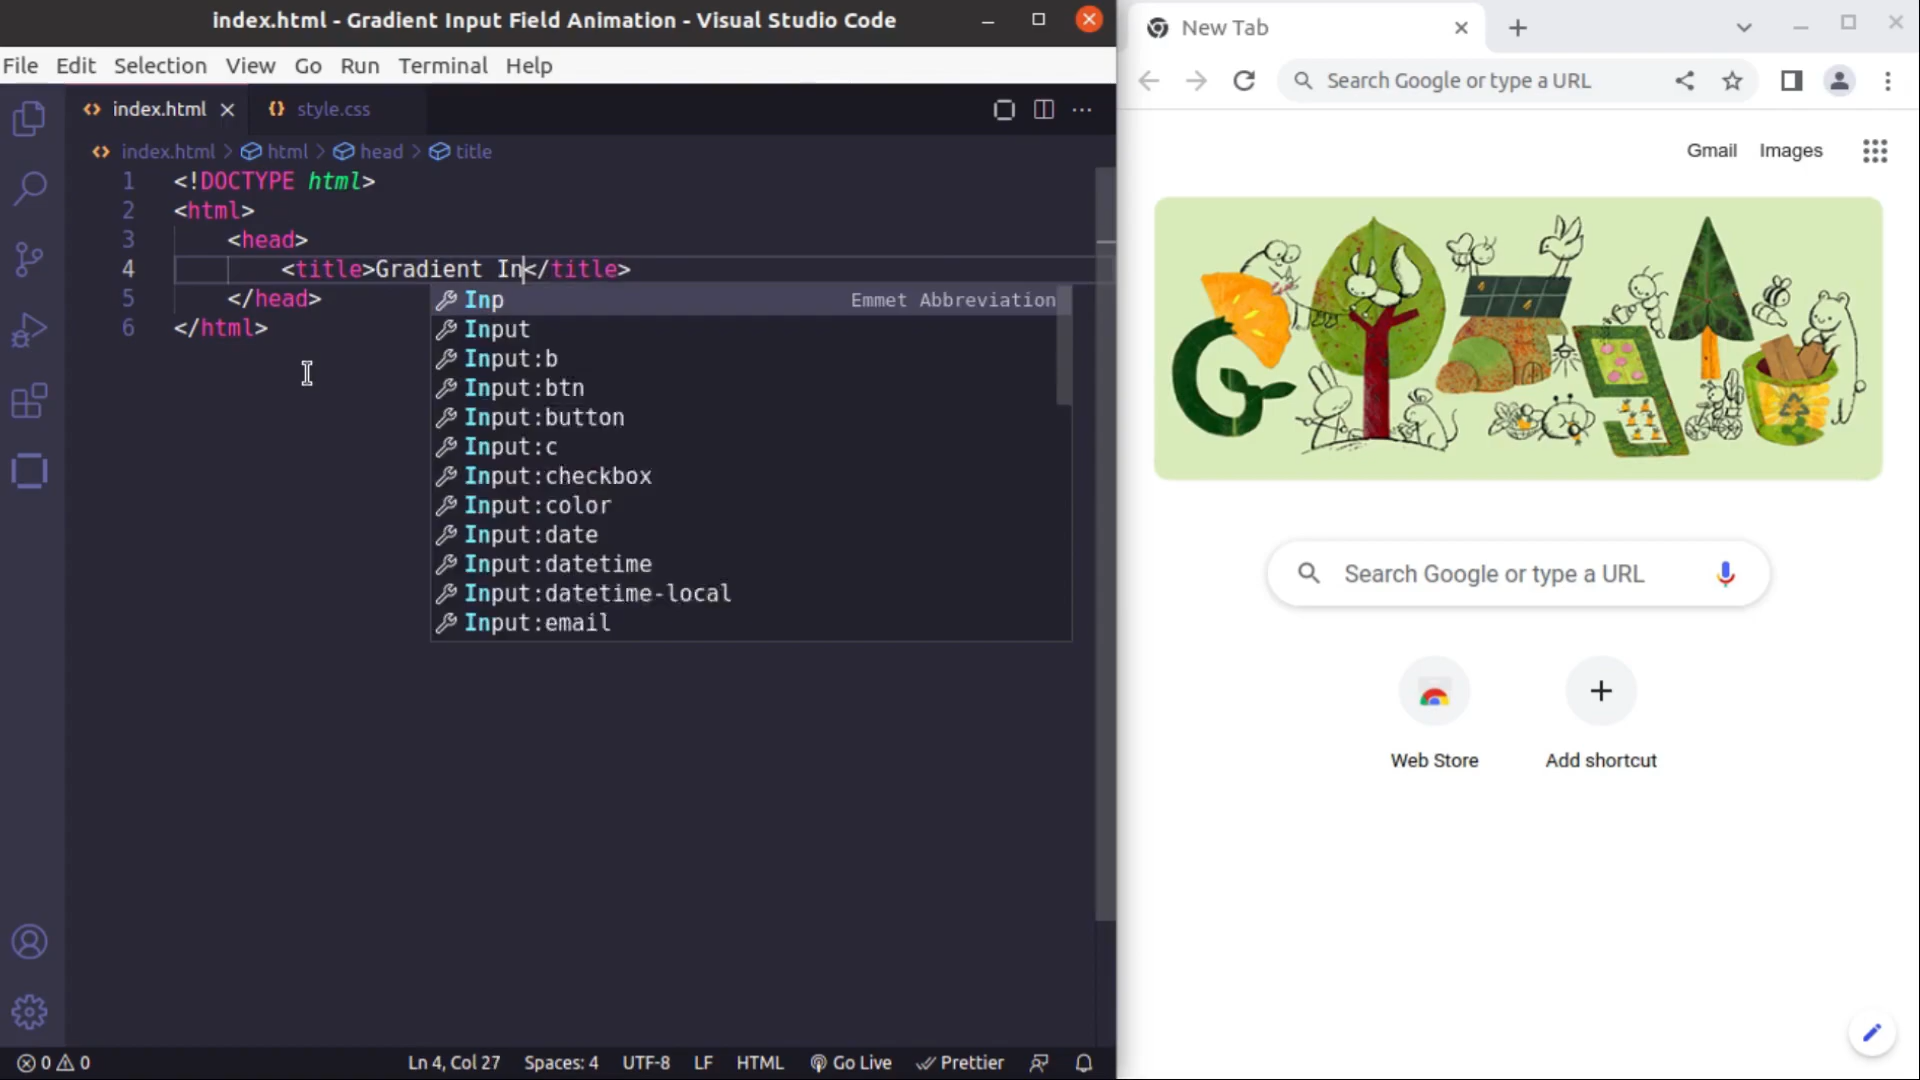 index.html - Gradient Input Field Animation - Visual Studio Code
File Edit Selection View Go Run Terminal Help
index.html style.css
index.html > html > head > title
1 <!DOCTYPE html>
2 <html>
3 <head>
4 <title>Gradient In</title>
5 </head>
6 </html>
Inp Emmet Abbreviation
Input
Input:b
Input:btn
Input:button
Input:c
Input:checkbox
Input:color
Input:date
Input:datetime
Input:datetime-local
Input:email
0 0 Ln 4, Col 27 Spaces: 4 UTF-8 LF HTML Go Live Prettier
New Tab
Search Google or type a URL
Gmail Images
Search Google or type a URL
Web Store Add shortcut